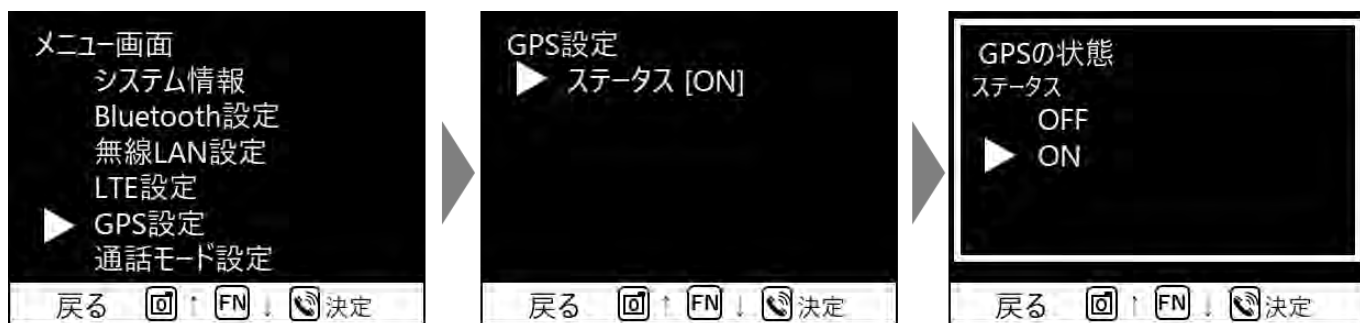 メニュー画面
システム情報
Bluetooth設定
無線LAN設定
LTE設定
GPS設定
通話モード設定
戻る ↑ FN ↓ 決定
GPS設定
ステータス [ON]
戻る ↑ FN ↓ 決定
GPSの状態
ステータス
OFF
ON
戻る ↑ FN ↓ 決定